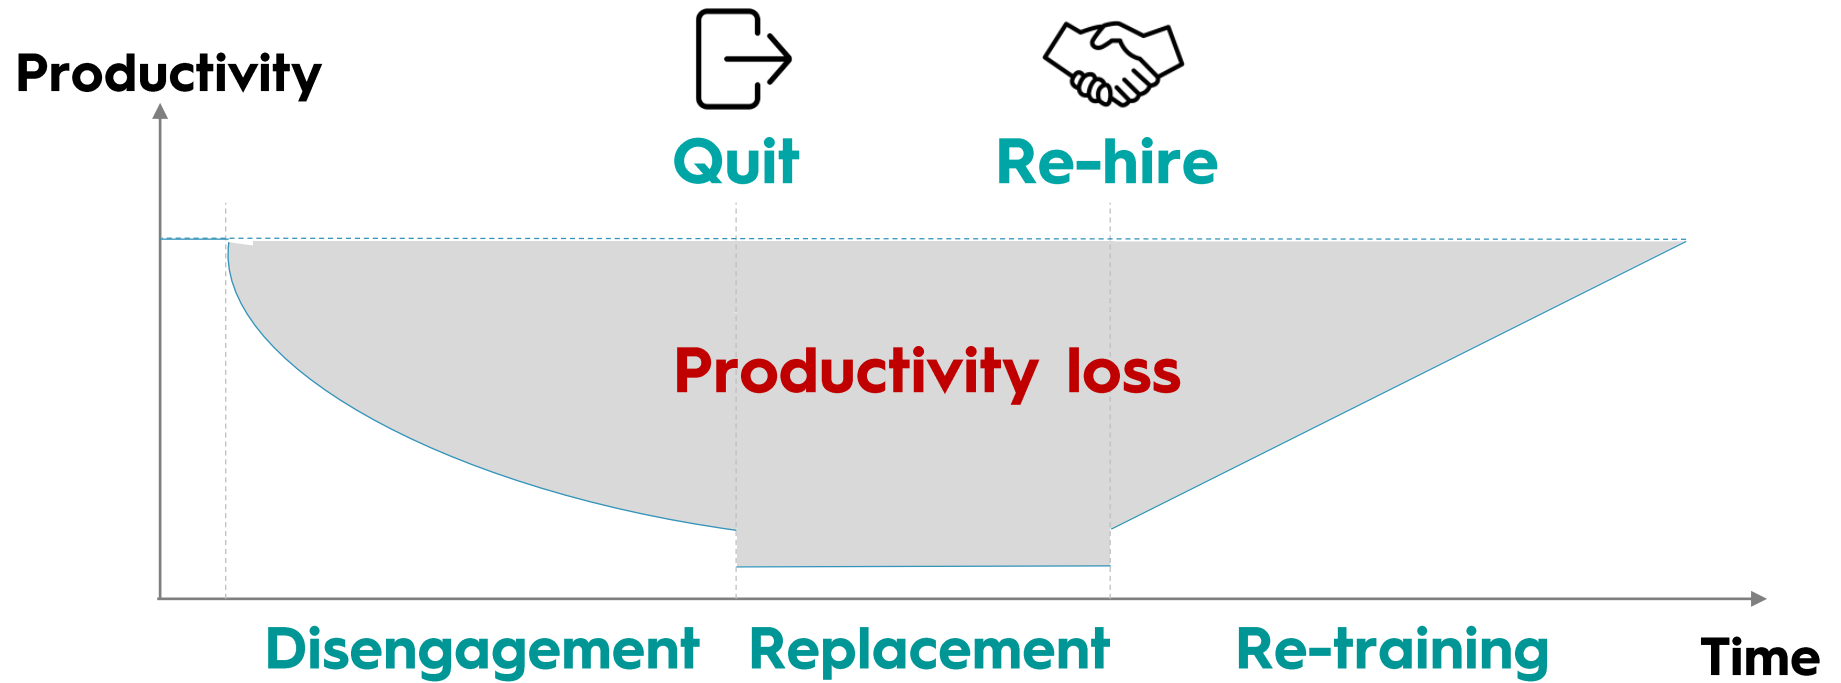 Productivity
Quit
Re-hire
Productivity loss
Disengagement
Replacement
Re-training
Time